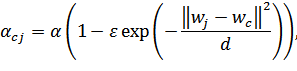 α_{cj} = α(1 − ε exp(−‖w_j − w_c‖² / d)),